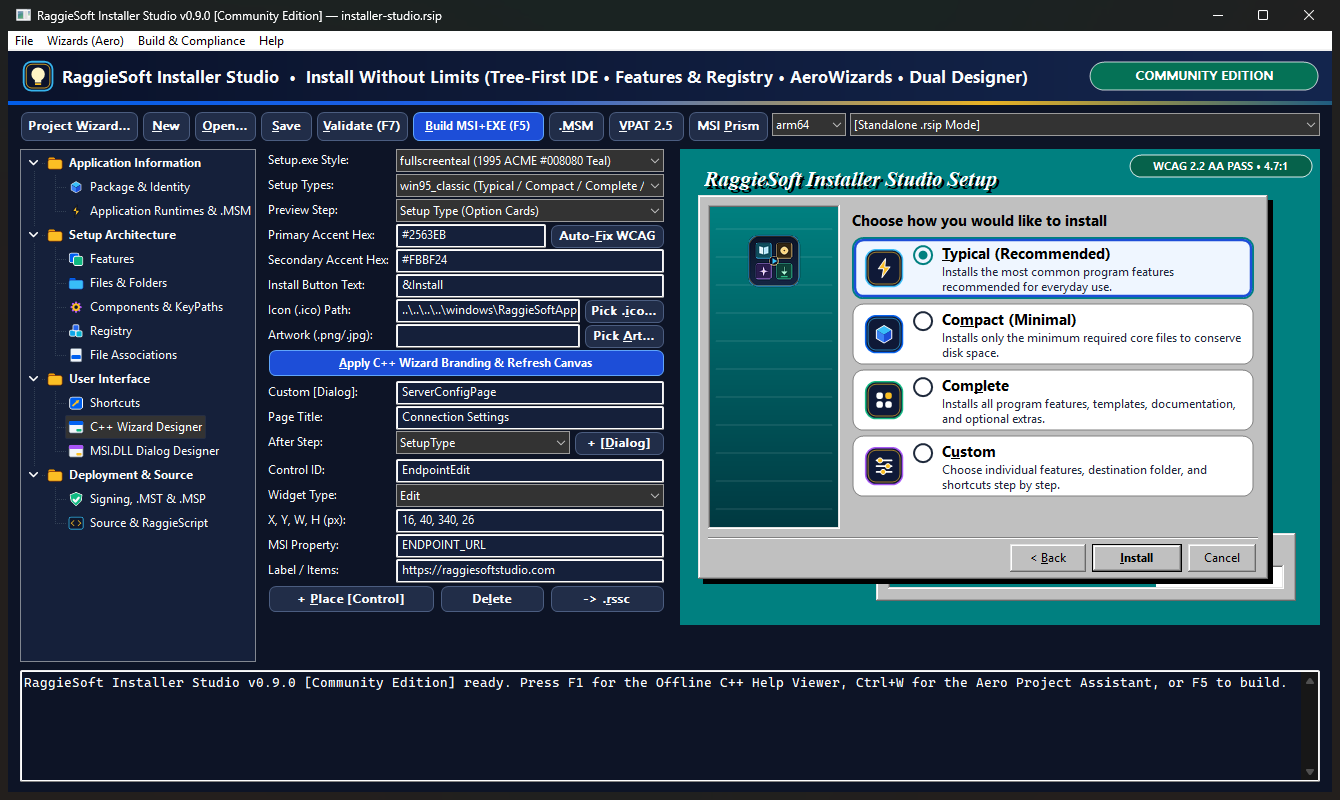 RaggieSoft Installer Studio v0.9.0 [Community Edition] — installer-studio.rsip
File Wizards (Aero) Build & Compliance Help
RaggieSoft Installer Studio • Install Without Limits (Tree-First IDE • Features & Registry • AeroWizards • Dual Designer)
COMMUNITY EDITION
Project Wizard... New Open... Save Validate (F7) Build MSI+EXE (F5) .MSM VPAT 2.5 MSI Prism arm64 [Standalone .rsip Mode]
Application Information
Package & Identity
Application Runtimes & .MSM
Setup Architecture
Features
Files & Folders
Components & KeyPaths
Registry
File Associations
User Interface
Shortcuts
C++ Wizard Designer
MSI.DLL Dialog Designer
Deployment & Source
Signing, .MST & .MSP
Source & RaggieScript
Setup.exe Style: fullscreenteal (1995 ACME #008080 Teal)
Setup Types: win95_classic (Typical / Compact / Complete /
Preview Step: Setup Type (Option Cards)
Primary Accent Hex: #2563EB Auto-Fix WCAG
Secondary Accent Hex: #FBBF24
Install Button Text: &Install
Icon (.ico) Path: ..\..\..\..\windows\RaggieSoftApp Pick .ico...
Artwork (.png/.jpg): Pick Art...
Apply C++ Wizard Branding & Refresh Canvas
Custom [Dialog]: ServerConfigPage
Page Title: Connection Settings
After Step: SetupType + [Dialog]
Control ID: EndpointEdit
Widget Type: Edit
X, Y, W, H (px): 16, 40, 340, 26
MSI Property: ENDPOINT_URL
Label / Items: https://raggiesoftstudio.com
+ Place [Control] Delete -> .rssc
WCAG 2.2 AA PASS • 4.7:1
RaggieSoft Installer Studio Setup
Choose how you would like to install
Typical (Recommended)
Installs the most common program features
recommended for everyday use.
Compact (Minimal)
Installs only the minimum required core files to conserve
disk space.
Complete
Installs all program features, templates, documentation,
and optional extras.
Custom
Choose individual features, destination folder, and
shortcuts step by step.
< Back Install Cancel
RaggieSoft Installer Studio v0.9.0 [Community Edition] ready. Press F1 for the Offline C++ Help Viewer, Ctrl+W for the Aero Project Assistant, or F5 to build.